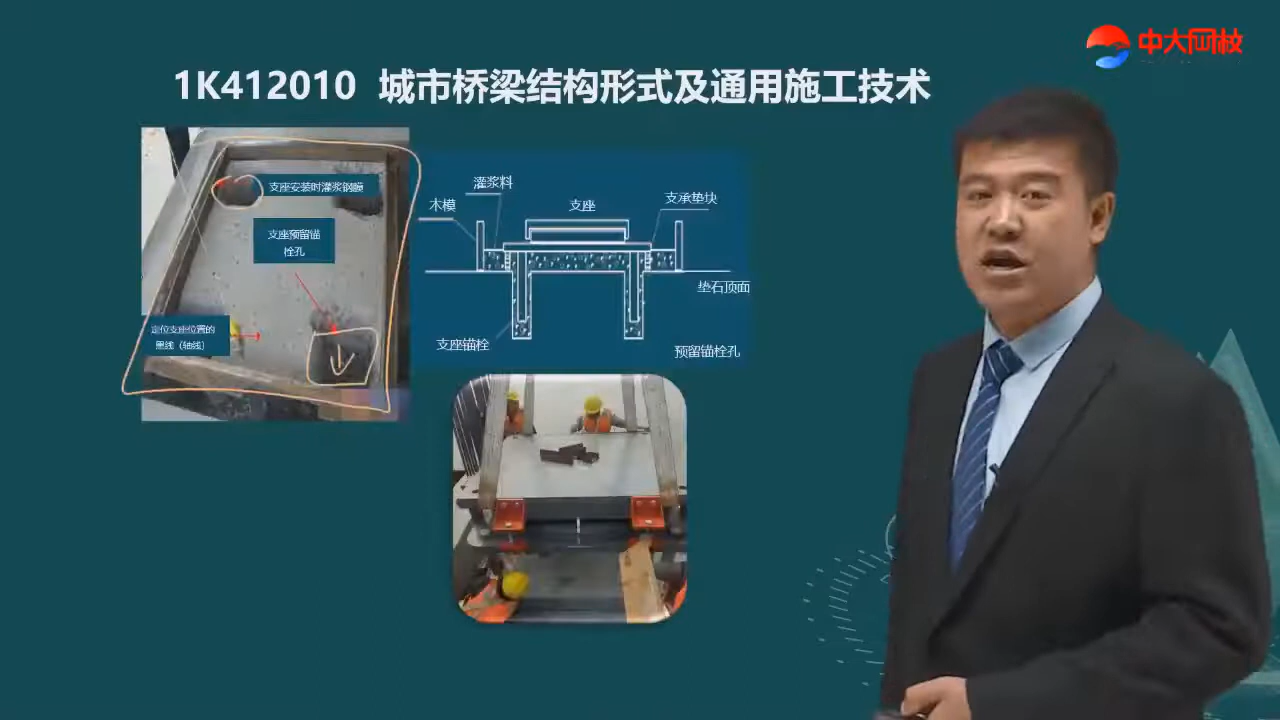 中大网校
1K412010 城市桥梁结构形式及通用施工技术
支座安装时灌浆钢膜
支座预留锚
栓孔
定位支座位置的
黑线（轴线）
灌浆料
木模
支座
支承垫块
垫石顶面
支座锚栓
预留锚栓孔